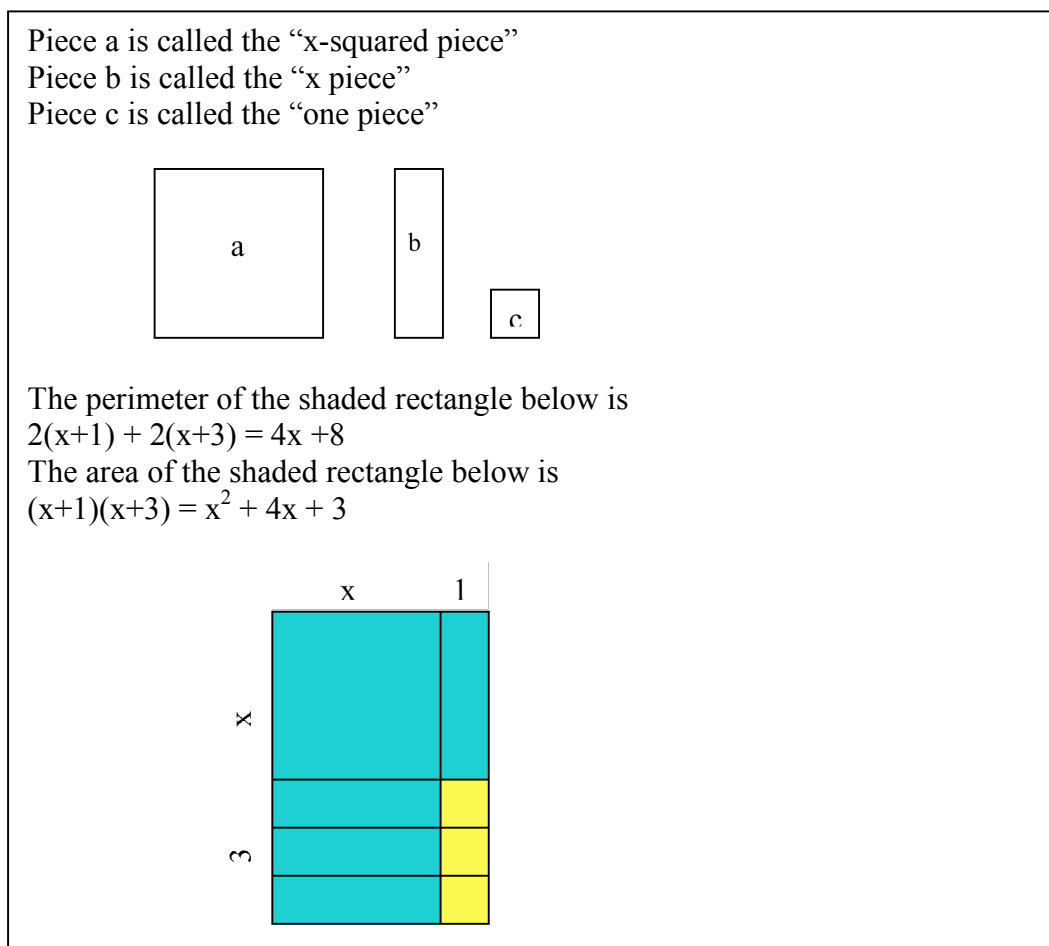 Piece a is called the “x-squared piece”
Piece b is called the “x piece”
Piece c is called the “one piece”
a
b
c
The perimeter of the shaded rectangle below is
2(x+1) + 2(x+3) = 4x +8
The area of the shaded rectangle below is
(x+1)(x+3) = x² + 4x + 3
x 1
x
3